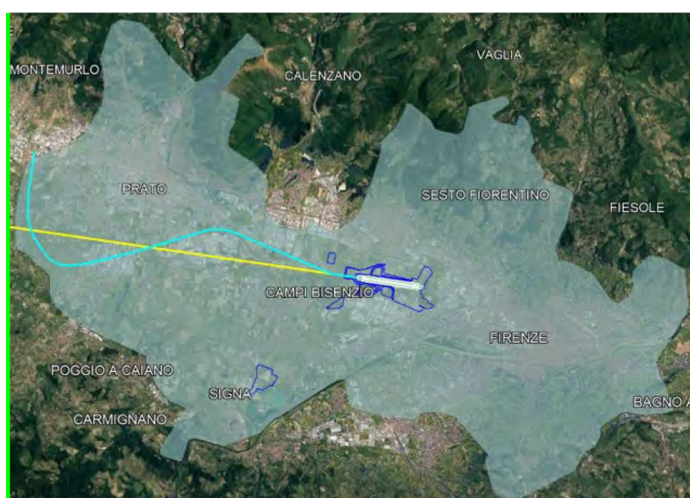 VAGLIA
MONTEMURLO
CALENZANO
PRATO
SESTO FIORENTINO
FIESOLE
CAMPI BISENZIO
FIRENZE
POGGIO A CAIANO
SIGNA
BAGNO A
CARMIGNANO